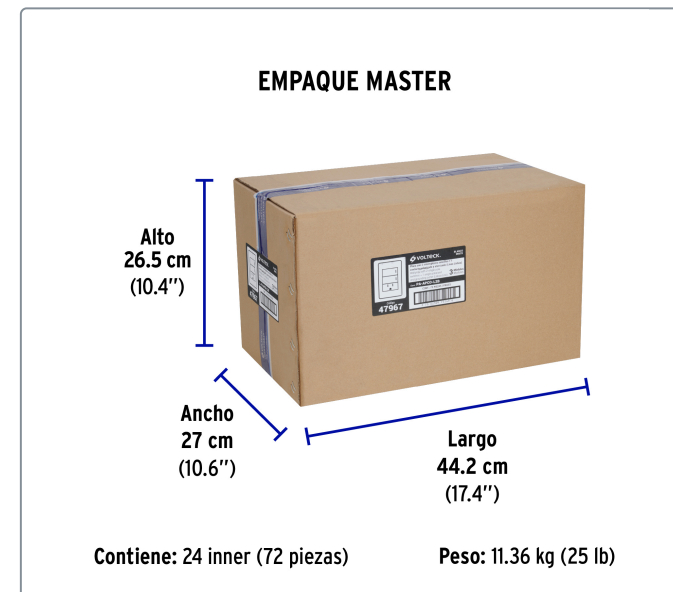 EMPAQUE MASTER
Alto
26.5 cm
(10.4")
VOLTECK
47967
Ancho
27 cm
(10.6")
Largo
44.2 cm
(17.4")
Contiene: 24 inner (72 piezas)
Peso: 11.36 kg (25 lb)